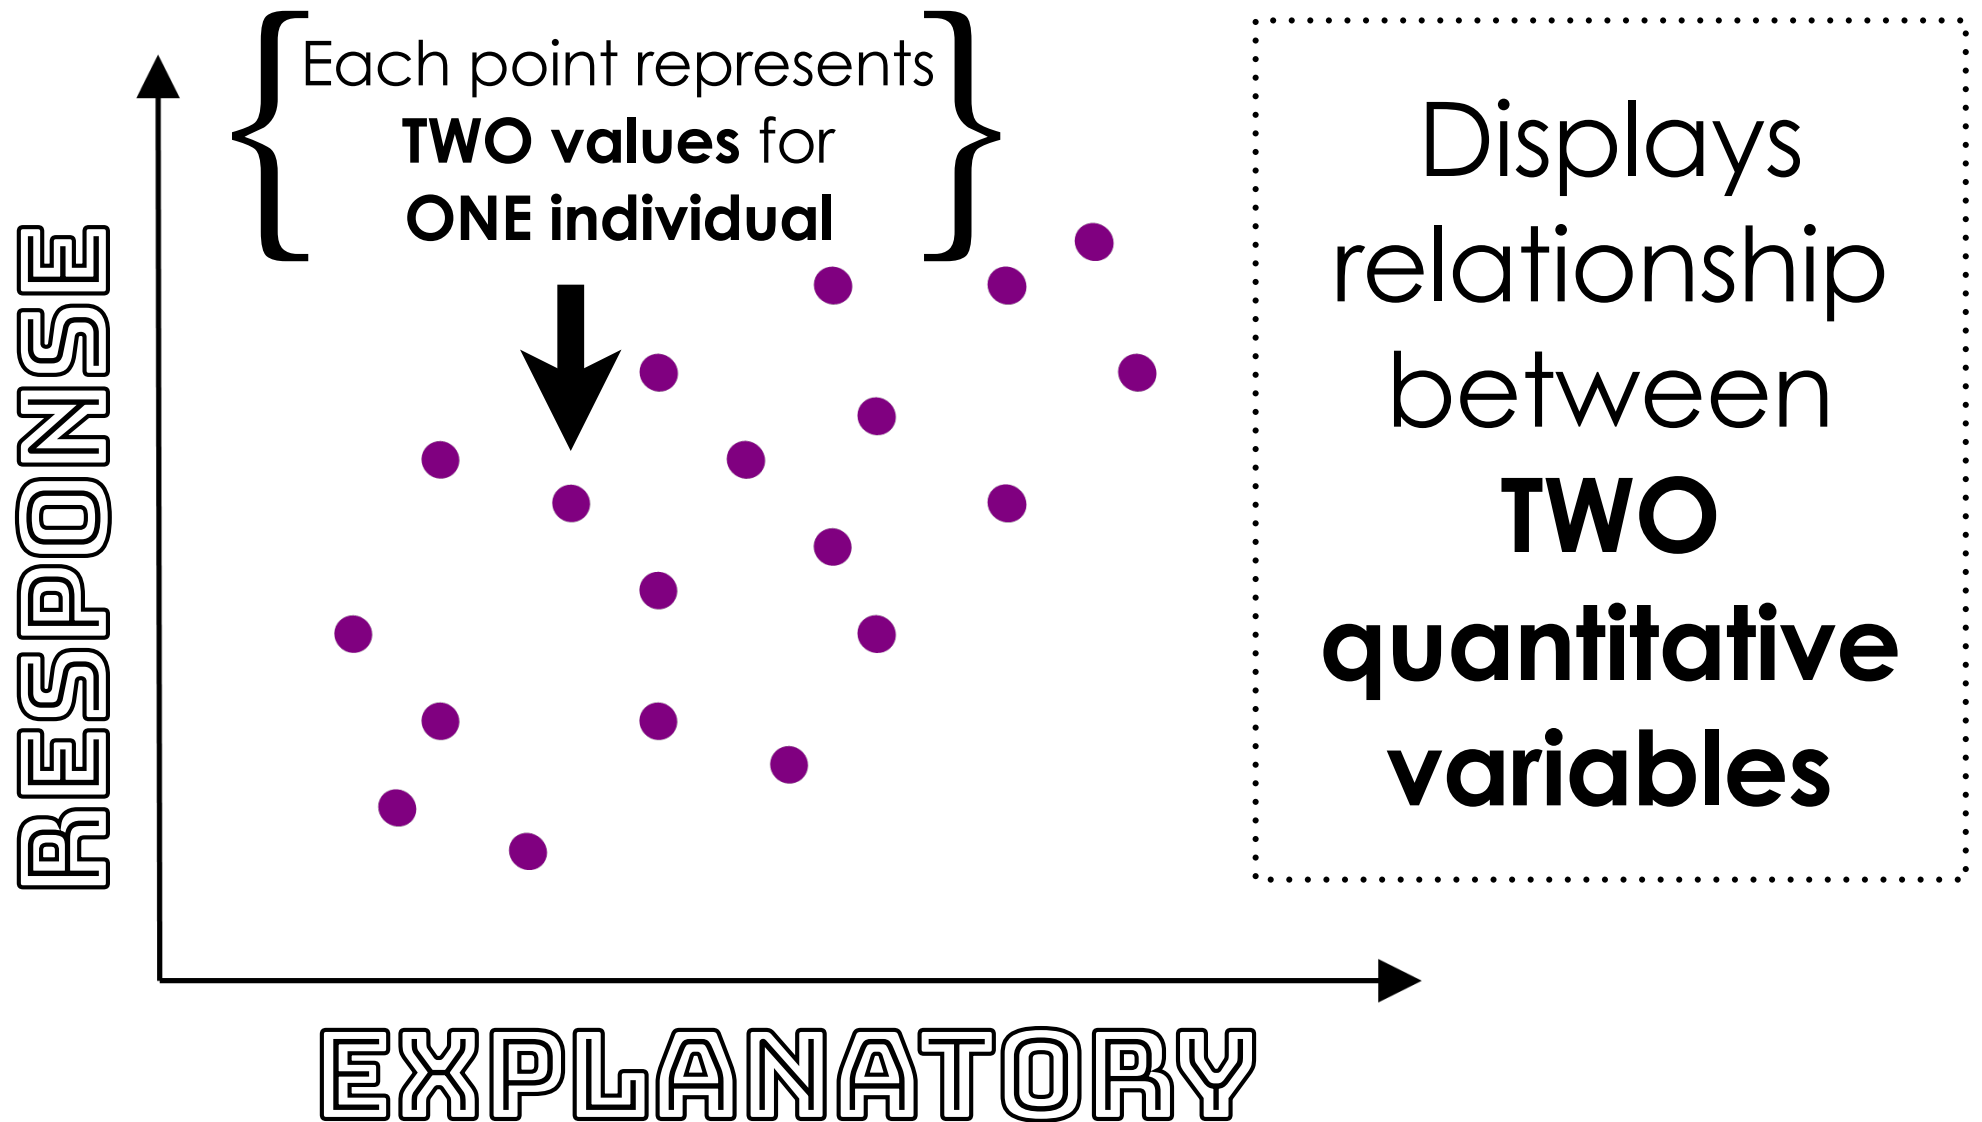 Each point represents
TWO values for
ONE individual
Displays
relationship
between
TWO
quantitative
variables
RESPONSE
EXPLANATORY